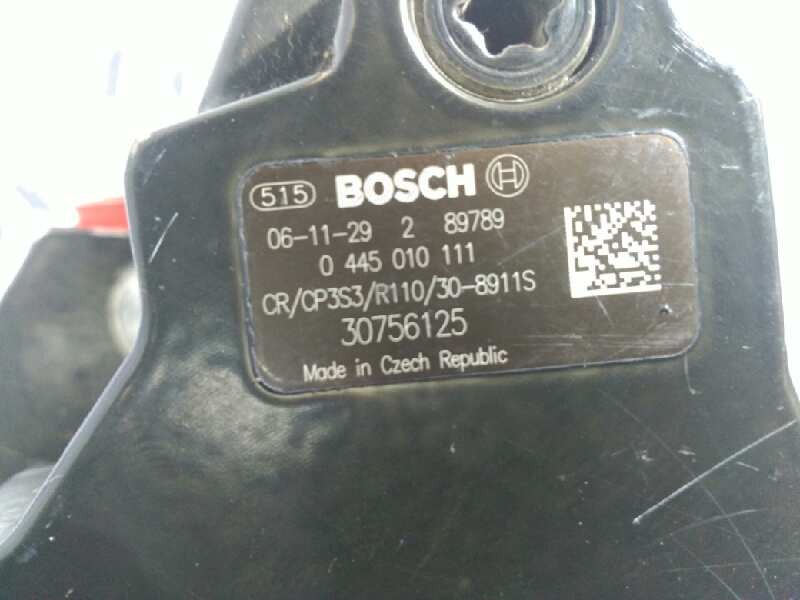 515 BOSCH
06-11-29 2 89789
0 445 010 111
CR/CP3S3/R110/30-8911S
30756125
Made in Czech Republic